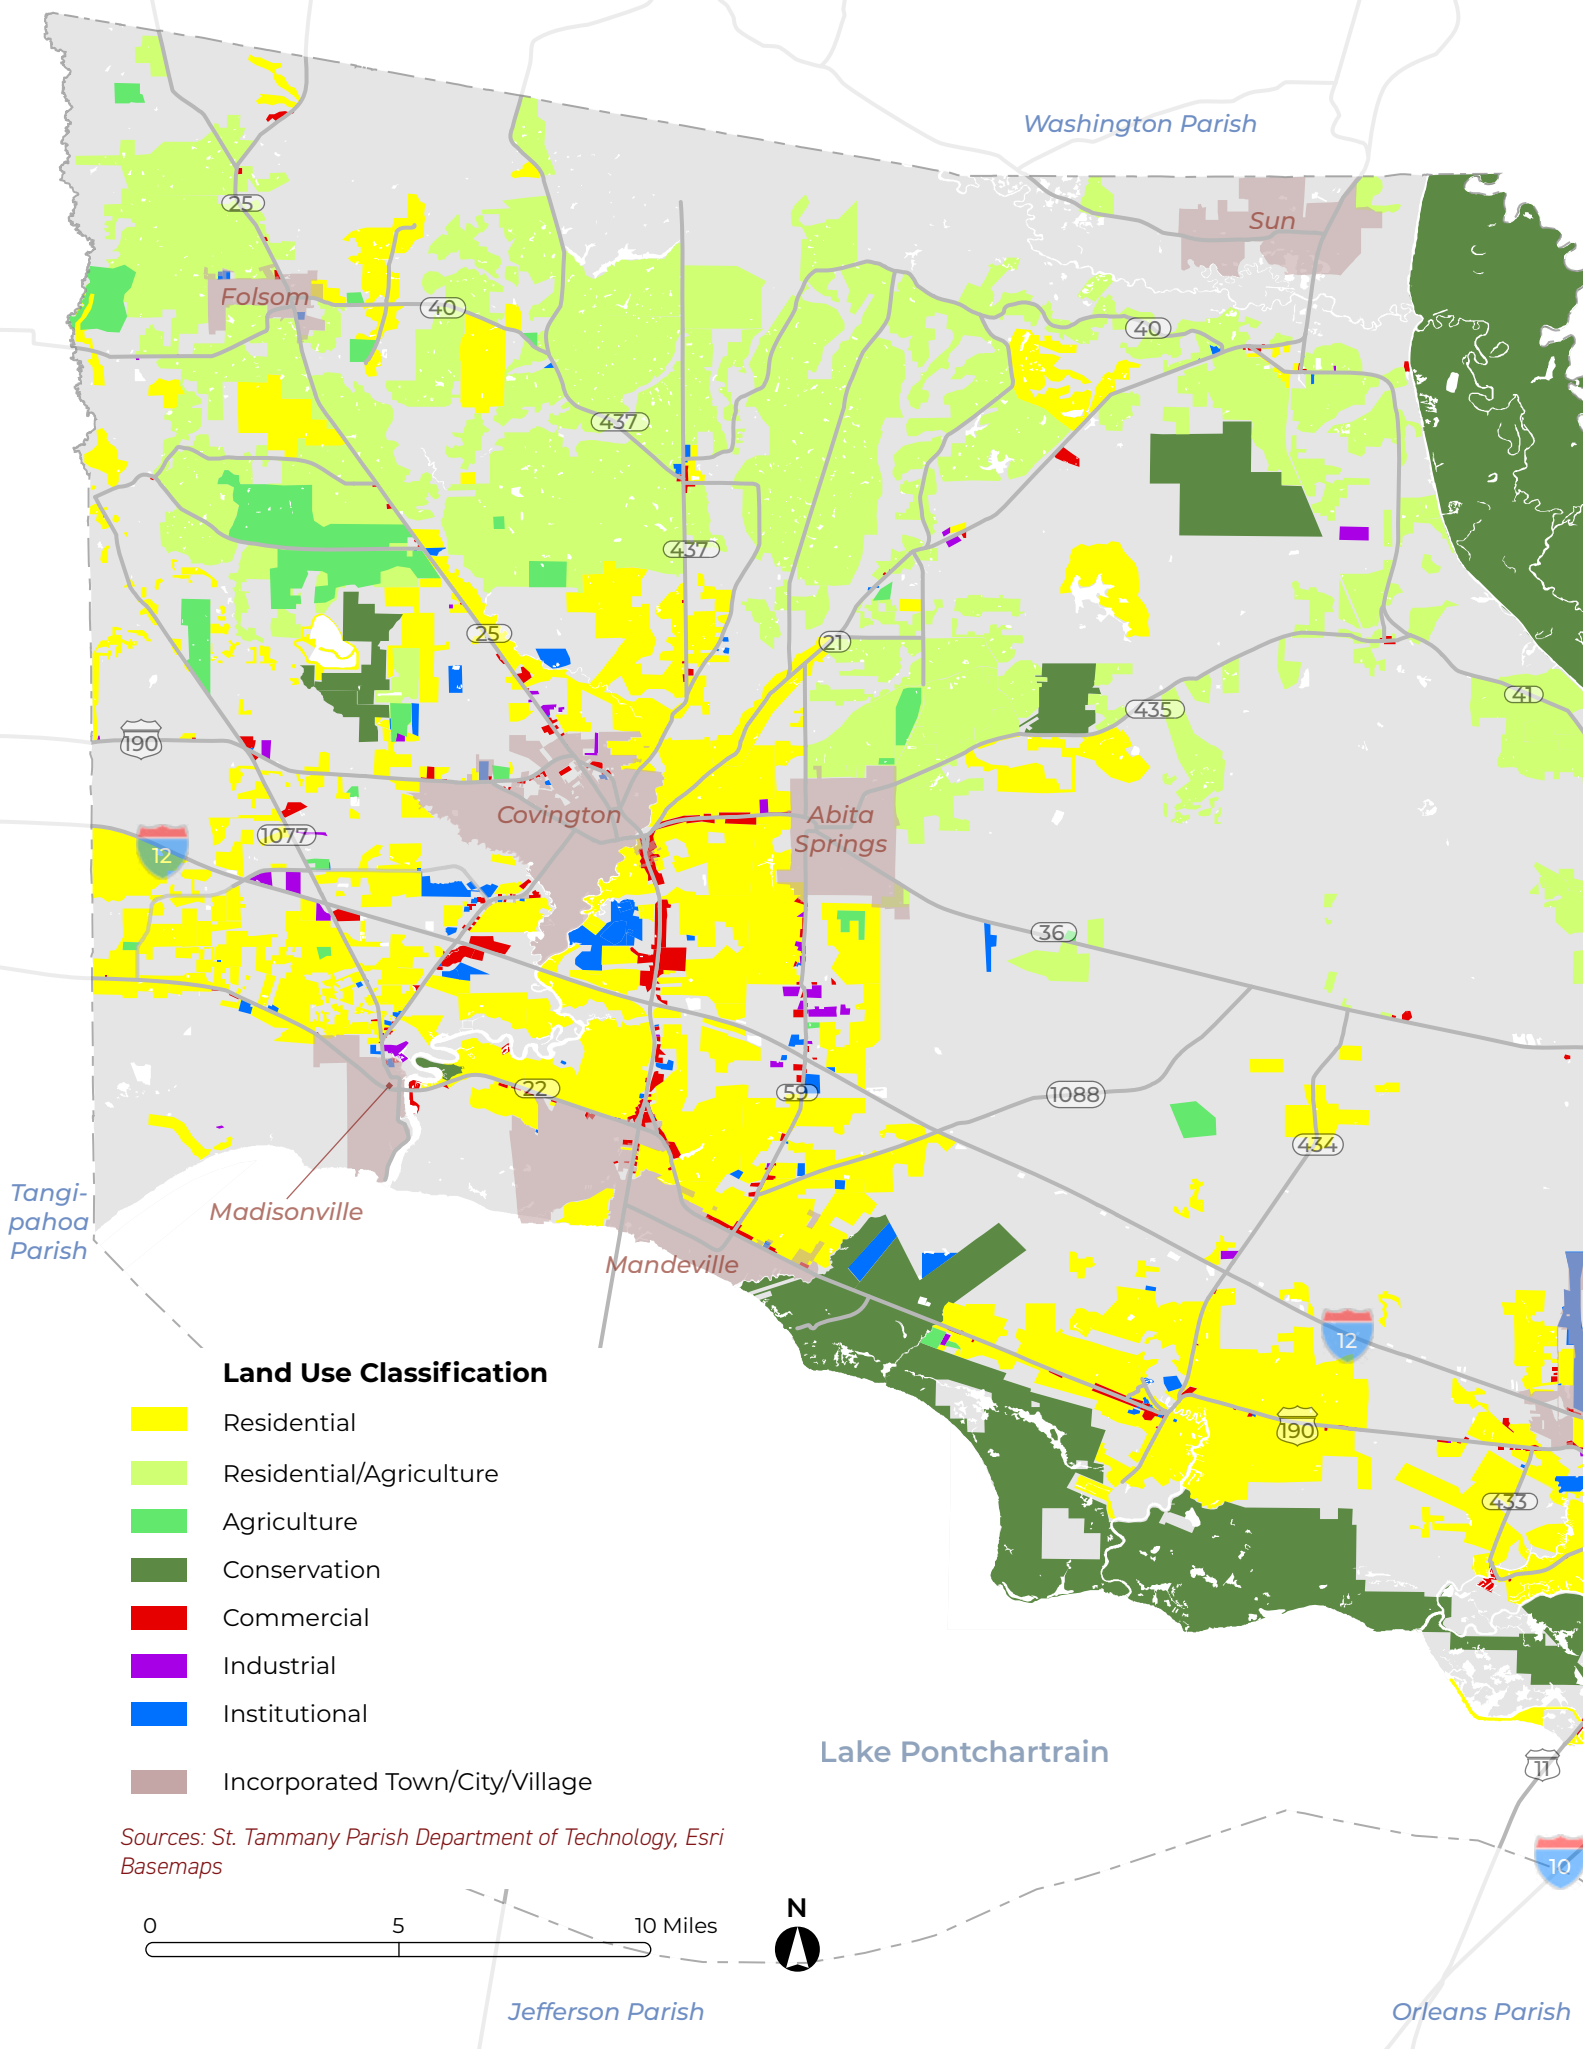 Washington Parish
Sun
25
Folsom
40
40
437
437
25
21
435
41
190
Covington
Abita
Springs
1077
12
36
22
59
1088
434
Tangi-
pahoa
Parish
Madisonville
Mandeville
12
190
433
Land Use Classification
Residential
Residential/Agriculture
Agriculture
Conservation
Commercial
Industrial
Institutional
Incorporated Town/City/Village
Lake Pontchartrain
11
Sources: St. Tammany Parish Department of Technology, Esri
Basemaps
10
0 5 10 Miles
N
Jefferson Parish
Orleans Parish